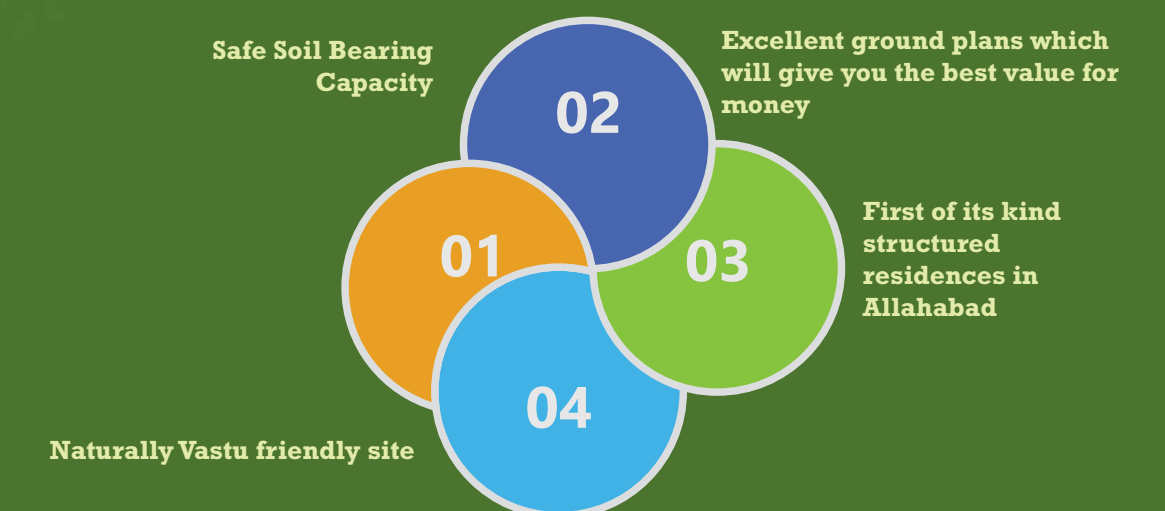 Safe Soil Bearing
Capacity
02
Excellent ground plans which
will give you the best value for
money
01
03
First of its kind
structured
residences in
Allahabad
04
Naturally Vastu friendly site